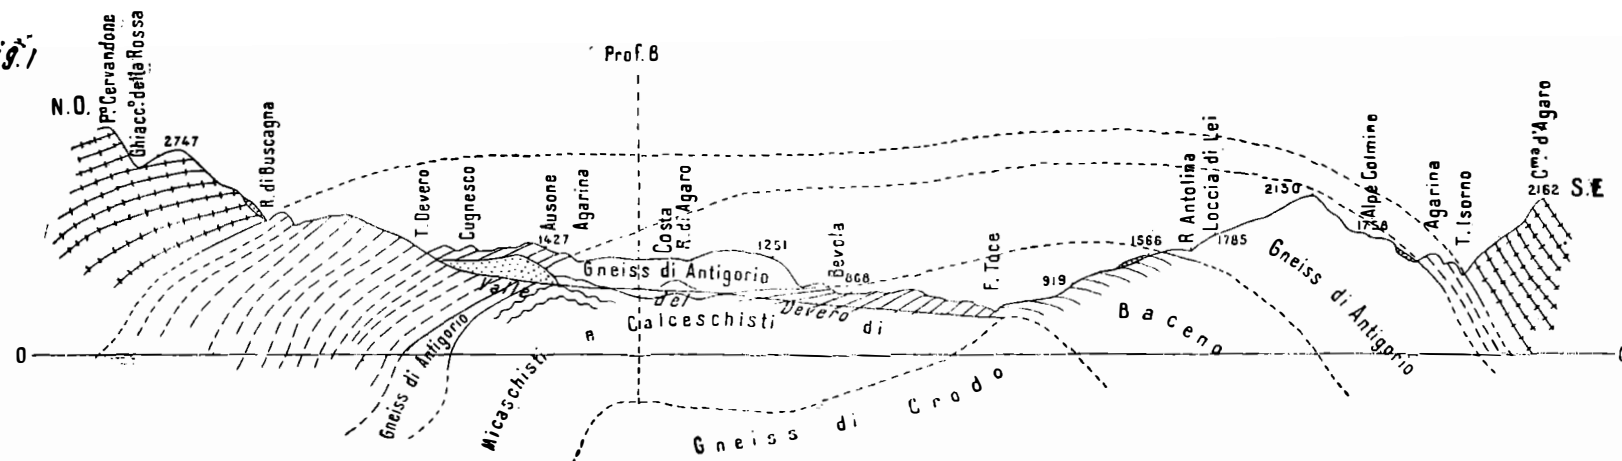 Prof. B
N.O.
Pº Cervandone
Ghiaccº della Rossa
2747
R. di Buscagna
T. Devero
Cugnesco
Ausone
1427
Agarina
Costa
R. di Agaro
1251
Bevola
868
F. Toce
919
1566
R. Antolina
Loccia di Lei
1785
2130
Alpe Colmine
1758
Agarina
T. Isorno
Cmª d'Agaro
2162
S.E
Gneiss di Antigorio
Valle del Devero
Calceschisti
Micaschisti di Baceno
Gneiss di Antigorio
Gneiss di Antigorio
Gneiss di Crodo
0